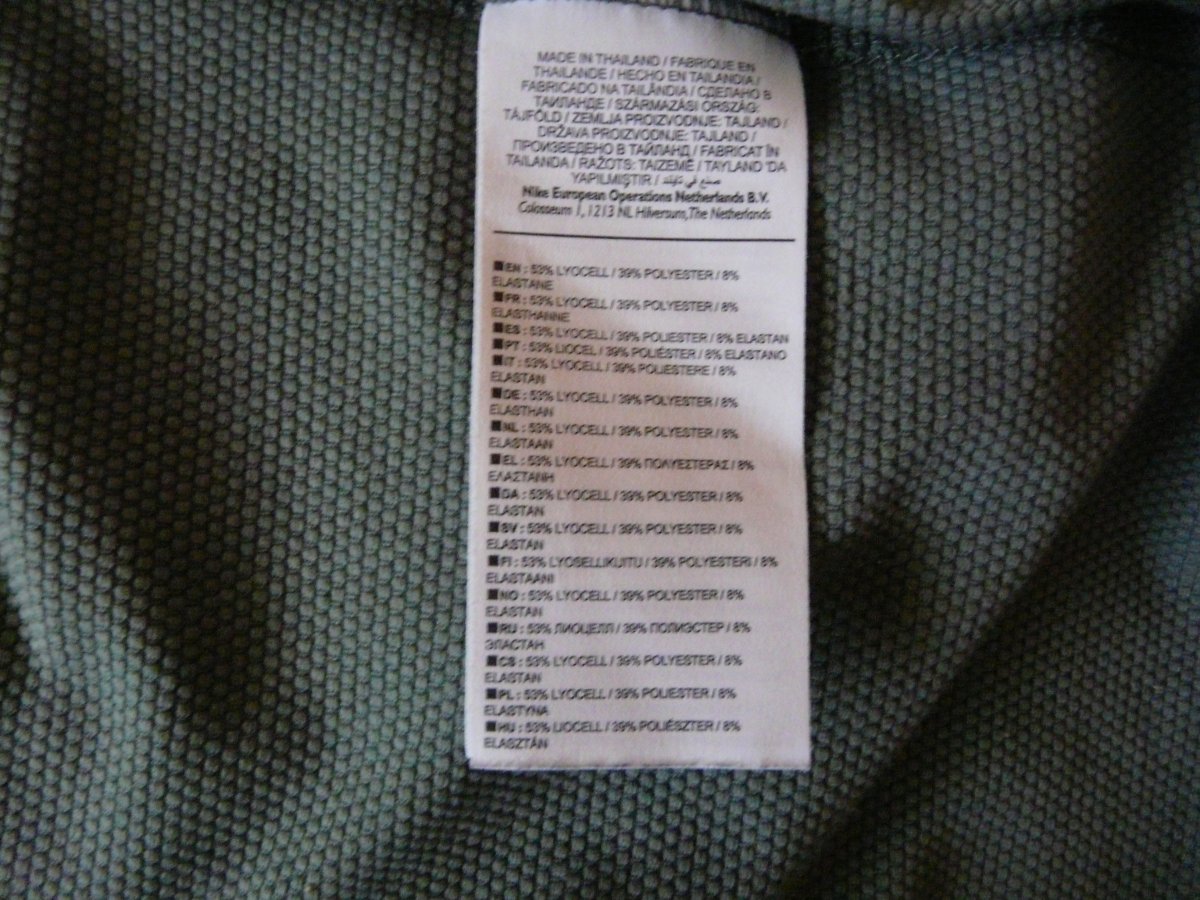 MADE IN THAILAND / FABRIQUE EN
THAILANDE / HECHO EN TAILANDIA /
FABRICADO NA TAILÂNDIA / СДЕЛАНО В
ТАИЛАНДЕ / SZÁRMAZÁSI ORSZÁG:
TÁJFÖLD / ZEMLJA PROIZVODNJE: TAJLAND /
DRŽAVA PROIZVODNJE: TAJLAND /
ПРОИЗВЕДЕНО В ТАЙЛАНД / FABRICAT ÎN
TAILANDA / RAŽOTS: TAIZEMĒ / TAYLAND 'DA
YAPILMIŞTIR / صنع في تايلند
Nike European Operations Netherlands B.V.
Colosseum 1, 1213 NL Hilversum,The Netherlands
■EN : 53% LYOCELL / 39% POLYESTER / 8%
ELASTANE
■FR : 53% LYOCELL / 39% POLYESTER / 8%
ELASTHANNE
■ES : 53% LYOCELL / 39% POLIESTER / 8% ELASTAN
■PT : 53% LIOCEL / 39% POLIÉSTER / 8% ELASTANO
■IT : 53% LYOCELL / 39% POLIESTERE / 8%
ELASTAN
■DE : 53% LYOCELL / 39% POLYESTER / 8%
ELASTHAN
■NL : 53% LYOCELL / 39% POLYESTER / 8%
ELASTAAN
■EL : 53% LYOCELL / 39% ΠΟΛΥΕΣΤΕΡΑΣ / 8%
ΕΛΑΣΤΑΝΗ
■DA : 53% LYOCELL / 39% POLYESTER / 8%
ELASTAN
■SV : 53% LYOCELL / 39% POLYESTER / 8%
ELASTAN
■FI : 53% LYOSELLIKUITU / 39% POLYESTERI / 8%
ELASTAANI
■NO : 53% LYOCELL / 39% POLYESTER / 8%
ELASTAN
■RU : 53% ЛИОЦЕЛЛ / 39% ПОЛИЭСТЕР / 8%
ЭЛАСТАН
■CS : 53% LYOCELL / 39% POLYESTER / 8%
ELASTAN
■PL : 53% LYOCELL / 39% POLIESTER / 8%
ELASTYNA
■HU : 53% LIOCELL / 39% POLIÉSZTER / 8%
ELASZTÁN